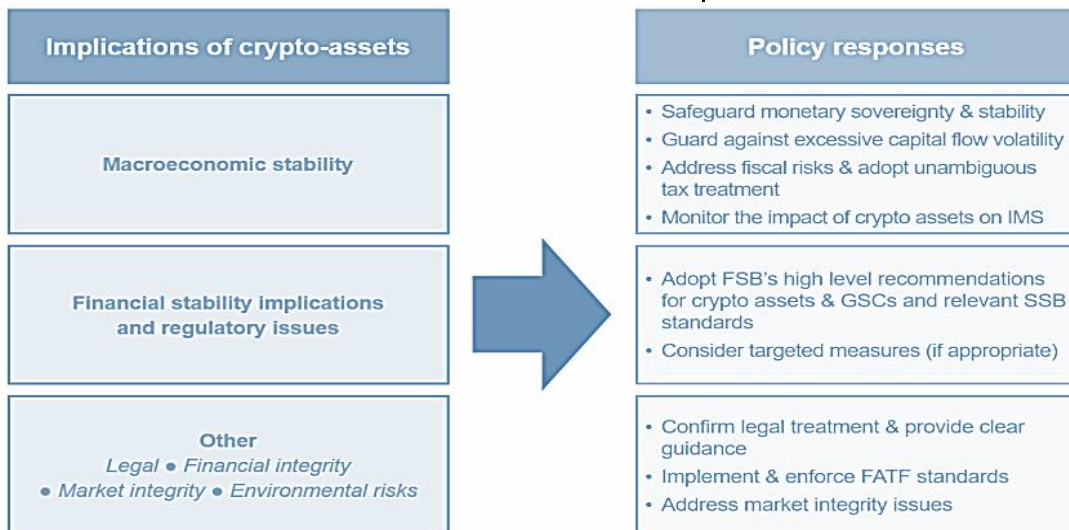 Implications of crypto-assets
Policy responses
Macroeconomic stability
• Safeguard monetary sovereignty & stability
• Guard against excessive capital flow volatility
• Address fiscal risks & adopt unambiguous
tax treatment
• Monitor the impact of crypto assets on IMS
Financial stability implications
and regulatory issues
• Adopt FSB's high level recommendations
for crypto assets & GSCs and relevant SSB
standards
• Consider targeted measures (if appropriate)
Other
Legal ● Financial integrity
● Market integrity ● Environmental risks
• Confirm legal treatment & provide clear
guidance
• Implement & enforce FATF standards
• Address market integrity issues